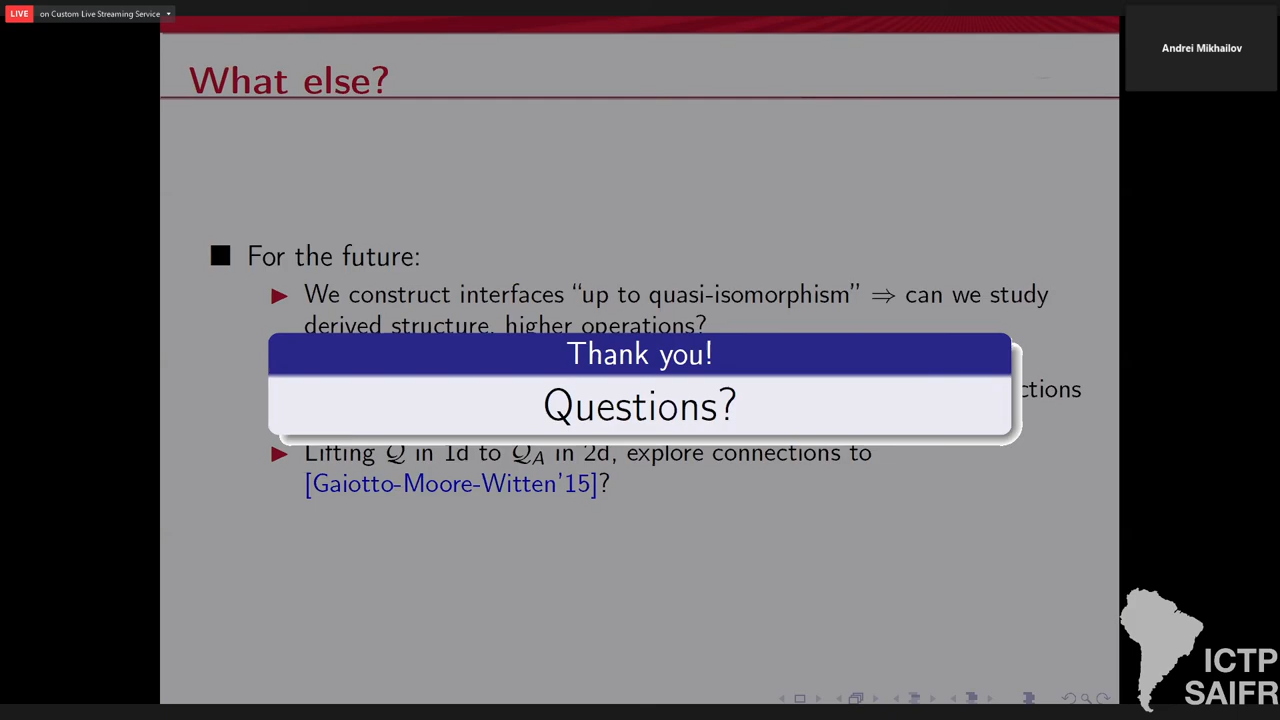 LIVE on Custom Live Streaming Service
Andrei Mikhailov
What else?
For the future:
We construct interfaces “up to quasi-isomorphism” ⇒ can we study
derived structure, higher operations?
Thank you!
Questions?
Lifting Q in 1d to Q_A in 2d, explore connections to
[Gaiotto-Moore-Witten'15]?
ICTP
SAIFR